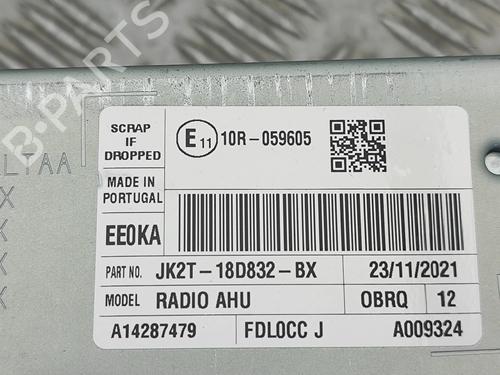 B-PARTS
SCRAP
IF
DROPPED
E 11 10R-059605
MADE IN
PORTUGAL
EE0KA
PART NO. JK2T-18D832-BX 23/11/2021
MODEL RADIO AHU OBRQ 12
A14287479 FDL0CC J A009324
X
X
X
X